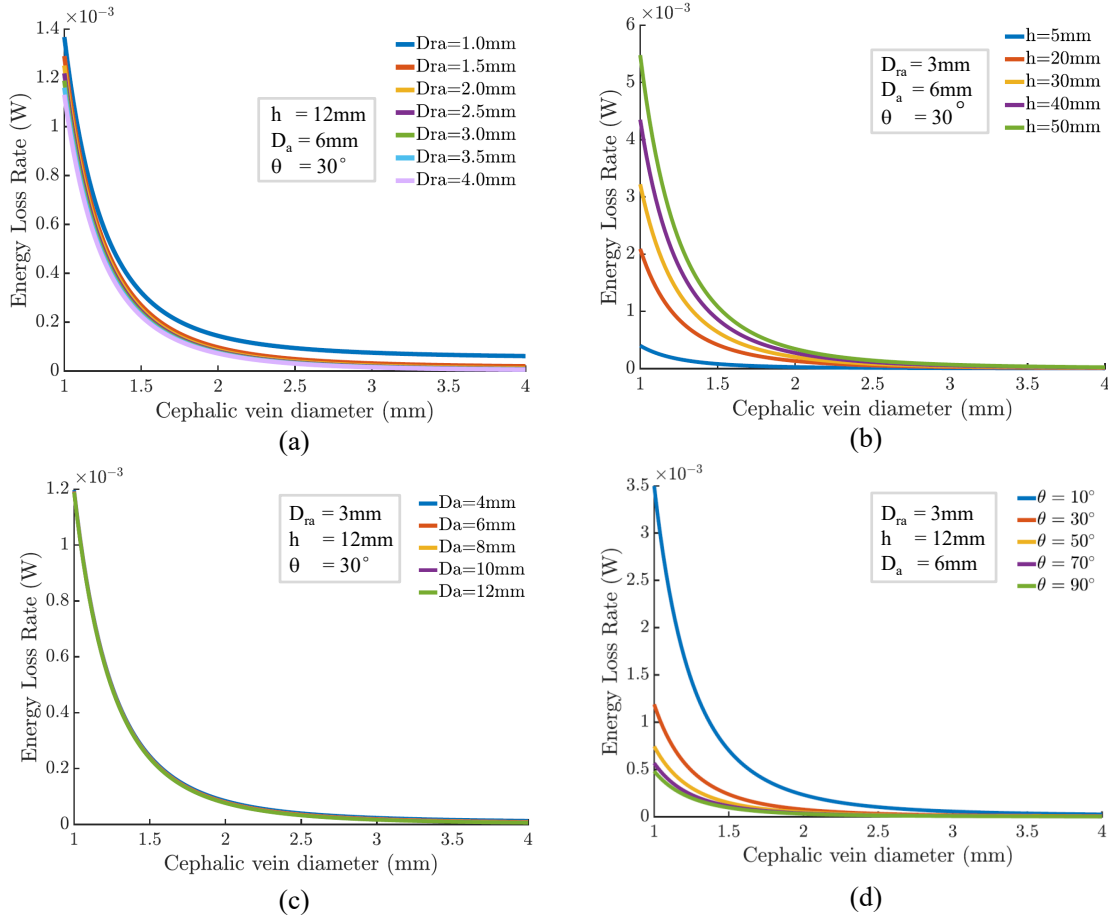 ×10⁻³
1.4
1.2
1
0.8
0.6
0.4
0.2
0
1
1.5
2
2.5
3
3.5
4
Energy Loss Rate (W)
Cephalic vein diameter (mm)
h = 12mm
Dₐ = 6mm
θ = 30°
Dra=1.0mm
Dra=1.5mm
Dra=2.0mm
Dra=2.5mm
Dra=3.0mm
Dra=3.5mm
Dra=4.0mm
(a)
×10⁻³
6
5
4
3
2
1
0
1
1.5
2
2.5
3
3.5
4
Energy Loss Rate (W)
Cephalic vein diameter (mm)
Dᵣₐ = 3mm
Dₐ = 6mm
θ = 30°
h=5mm
h=20mm
h=30mm
h=40mm
h=50mm
(b)
×10⁻³
1.2
1
0.8
0.6
0.4
0.2
0
1
1.5
2
2.5
3
3.5
4
Energy Loss Rate (W)
Cephalic vein diameter (mm)
Dᵣₐ = 3mm
h = 12mm
θ = 30°
Da=4mm
Da=6mm
Da=8mm
Da=10mm
Da=12mm
(c)
×10⁻³
3.5
3
2.5
2
1.5
1
0.5
0
1
1.5
2
2.5
3
3.5
4
Energy Loss Rate (W)
Cephalic vein diameter (mm)
Dᵣₐ = 3mm
h = 12mm
Dₐ = 6mm
θ = 10°
θ = 30°
θ = 50°
θ = 70°
θ = 90°
(d)